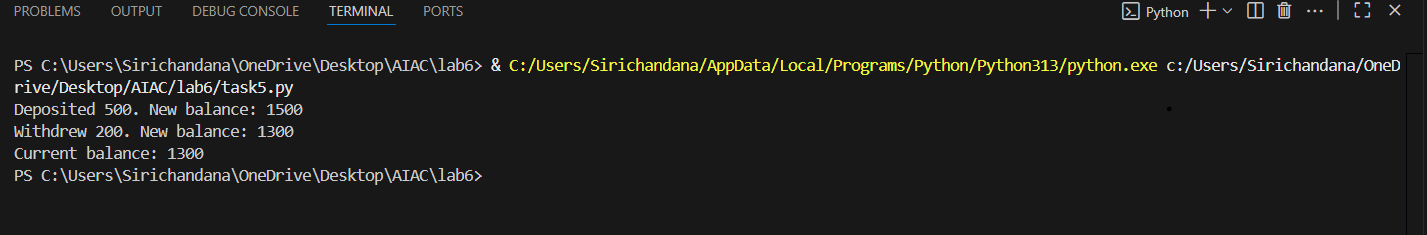 PROBLEMS OUTPUT DEBUG CONSOLE TERMINAL PORTS Python
PS C:\Users\Sirichandana\OneDrive\Desktop\AIAC\lab6> & C:/Users/Sirichandana/AppData/Local/Programs/Python/Python313/python.exe c:/Users/Sirichandana/OneD
rive/Desktop/AIAC/lab6/task5.py
Deposited 500. New balance: 1500
Withdrew 200. New balance: 1300
Current balance: 1300
PS C:\Users\Sirichandana\OneDrive\Desktop\AIAC\lab6>